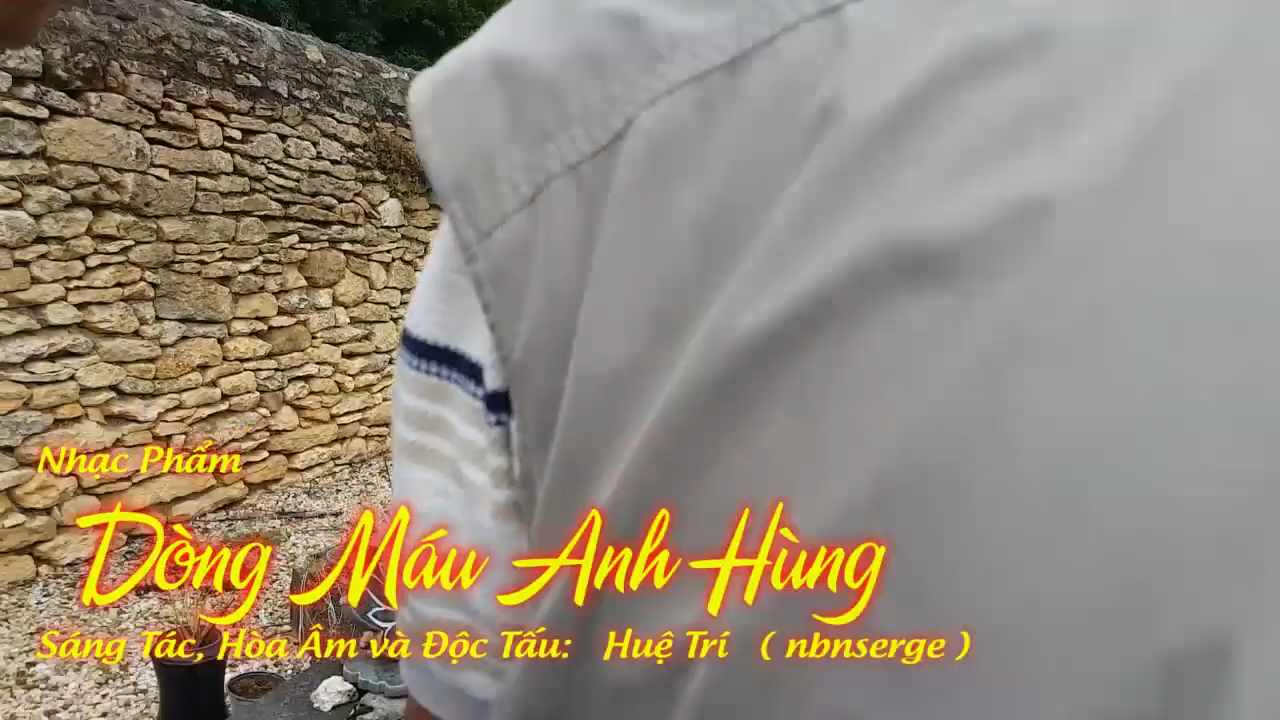 Nhạc Phẩm
Dòng Máu Anh Hùng
Sáng Tác, Hòa Âm và Độc Tấu: Huệ Trí ( nbnserge )